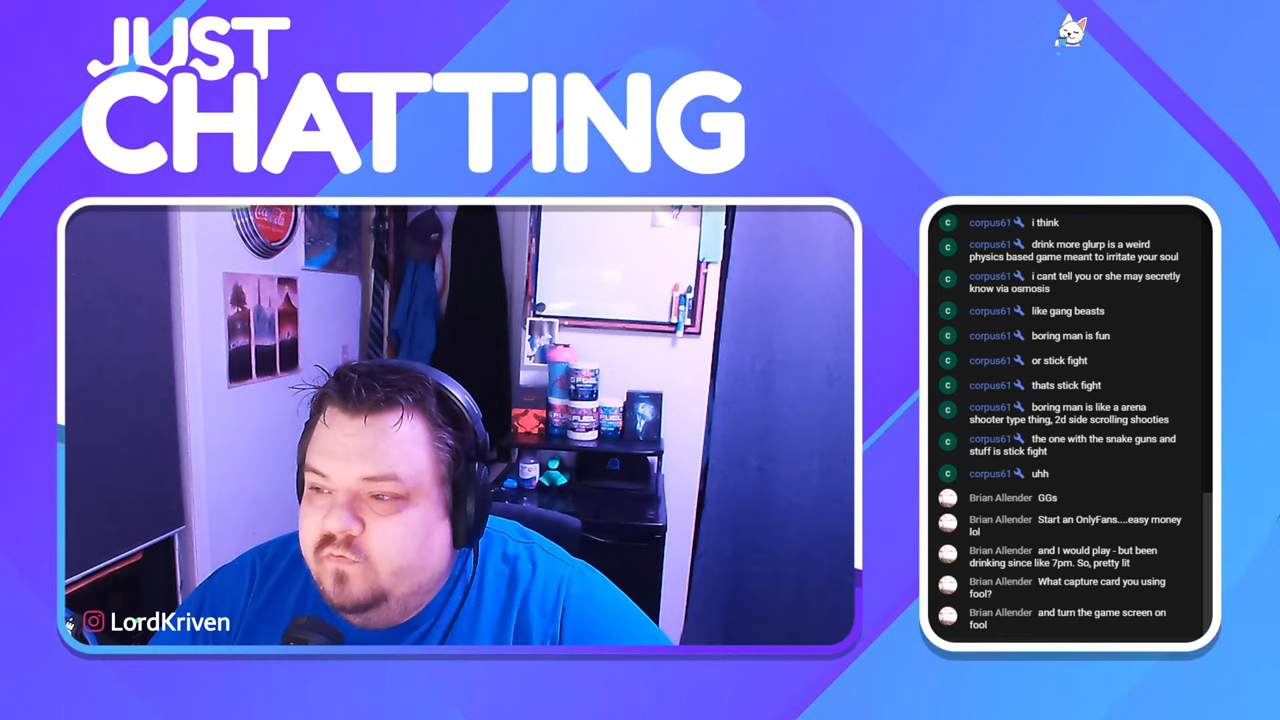 JUST
CHATTING
Coca-Cola
G FUEL
FUEL
LordKriven
C corpus61 i think
C corpus61 drink more glurp is a weird
physics based game meant to irritate your soul
C corpus61 i cant tell you or she may secretly
know via osmosis
C corpus61 like gang beasts
C corpus61 boring man is fun
C corpus61 or stick fight
C corpus61 thats stick fight
C corpus61 boring man is like a arena
shooter type thing, 2d side scrolling shooties
C corpus61 the one with the snake guns and
stuff is stick fight
C corpus61 uhh
Brian Allender GGs
Brian Allender Start an OnlyFans....easy money
lol
Brian Allender and I would play - but been
drinking since like 7pm. So, pretty lit
Brian Allender What capture card you using
fool?
Brian Allender and turn the game screen on
fool